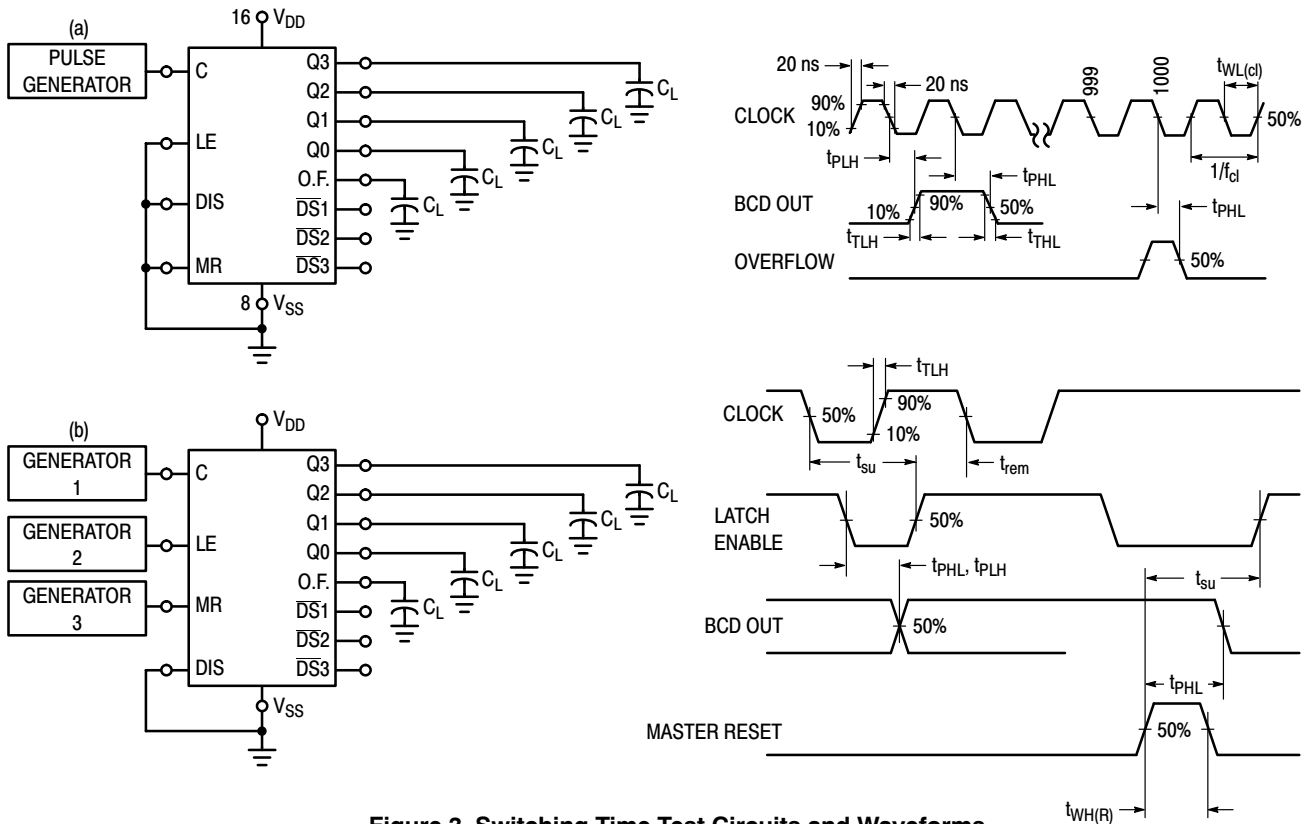 (a)
PULSE
GENERATOR
16 VDD
C
LE
DIS
MR
Q3
Q2
Q1
Q0
O.F.
DS1
DS2
DS3
CL
CL
CL
CL
CL
8 VSS
20 ns
20 ns
999
1000
tWL(cl)
CLOCK
90%
10%
50%
tPLH
1/fcl
tPHL
BCD OUT
10%
90%
50%
tPHL
tTLH
tTHL
OVERFLOW
50%
(b)
GENERATOR
1
GENERATOR
2
GENERATOR
3
VDD
C
LE
MR
DIS
Q3
Q2
Q1
Q0
O.F.
DS1
DS2
DS3
CL
CL
CL
CL
CL
VSS
tTLH
CLOCK
50%
90%
10%
tsu
trem
LATCH
ENABLE
50%
tPHL, tPLH
tsu
BCD OUT
50%
tPHL
MASTER RESET
50%
tWH(R)
Figure 3. Switching Time Test Circuits and Waveforms